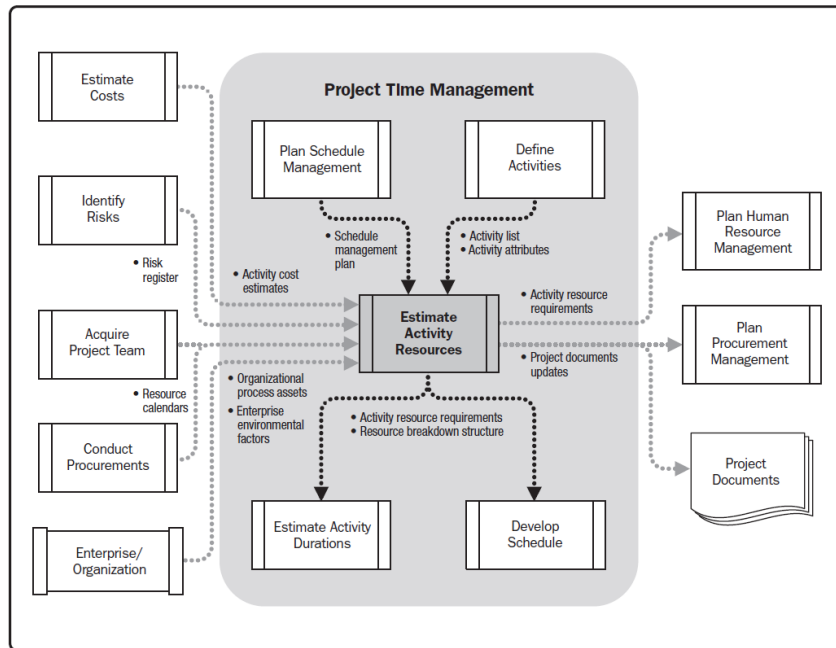 Project TIme Management
Estimate
Costs
Plan Schedule
Management
Define
Activities
Identify
Risks
Plan Human
Resource
Management
• Schedule
management
plan
• Activity list
• Activity attributes
• Risk
register
• Activity cost
estimates
• Activity resource
requirements
Acquire
Project Team
Estimate
Activity
Resources
Plan
Procurement
Management
• Project documents
updates
• Resource
calendars
• Organizational
process assets
• Enterprise
environmental
factors
• Activity resource requirements
• Resource breakdown structure
Conduct
Procurements
Project
Documents
Estimate Activity
Durations
Develop
Schedule
Enterprise/
Organization